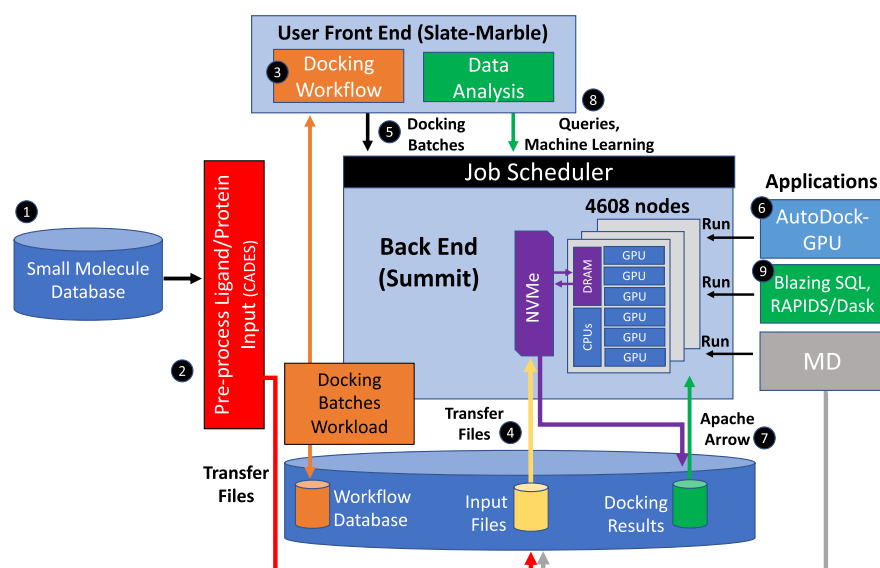 User Front End (Slate-Marble)
3
Docking
Workflow
Data
Analysis
8
5
Docking
Batches
Queries,
Machine Learning
Job Scheduler
Applications
1
Small Molecule
Database
2
Pre-process Ligand/Protein
Input (CADES)
Back End
(Summit)
4608 nodes
NVMe
DRAM
CPUs
GPU
GPU
GPU
GPU
GPU
GPU
Run
6
AutoDock-
GPU
Run
9
Blazing SQL,
RAPIDS/Dask
Run
MD
Docking
Batches
Workload
Transfer
Files
4
Apache
Arrow
7
Transfer
Files
Workflow
Database
Input
Files
Docking
Results